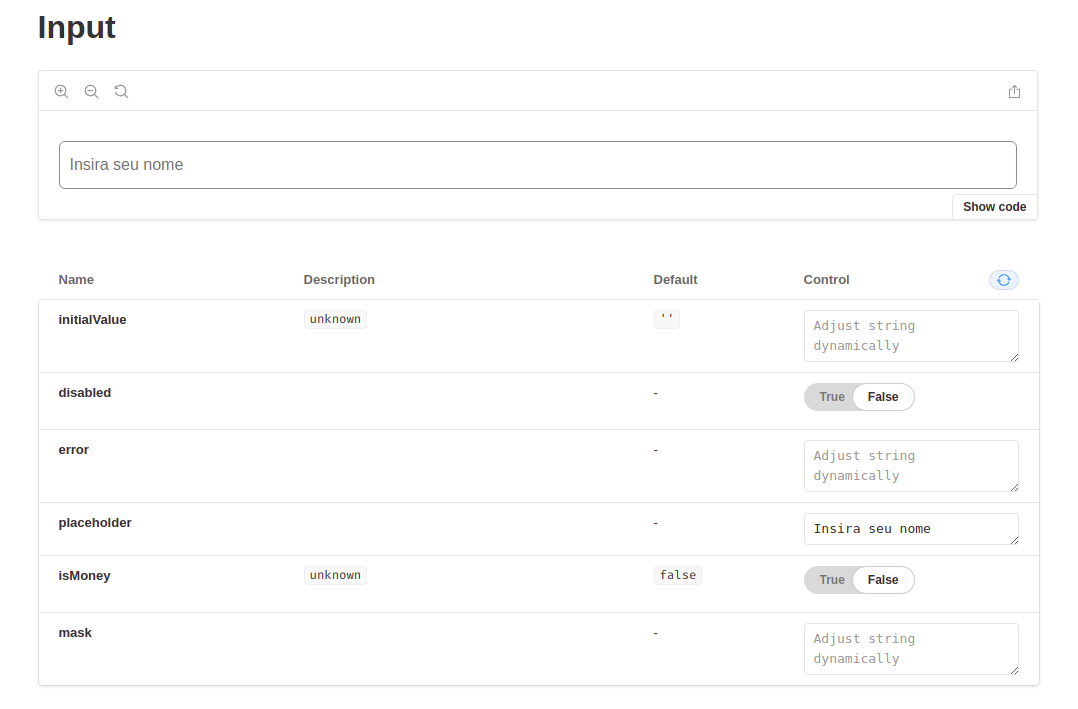 Input
Insira seu nome
Show code
Name Description Default Control
initialValue unknown '' Adjust string
dynamically
disabled - True False
error - Adjust string
dynamically
placeholder - Insira seu nome
isMoney unknown false True False
mask - Adjust string
dynamically